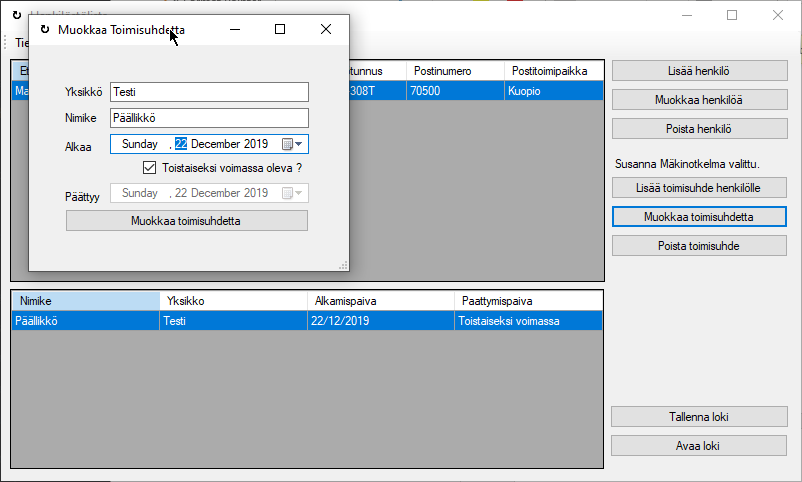 Muokkaa Toimisuhdetta
Tie
Et
tunnus
Postinumero
Postitoimipaikka
Ma
308T
70500
Kuopio
Yksikkö
Testi
Nimike
Päällikkö
Alkaa
Sunday , 22 December 2019
Toistaiseksi voimassa oleva ?
Päättyy
Sunday , 22 December 2019
Muokkaa toimisuhdetta
Lisää henkilö
Muokkaa henkilöä
Poista henkilö
Susanna Mäkinotkelma valittu.
Lisää toimisuhde henkilölle
Muokkaa toimisuhdetta
Poista toimisuhde
Nimike
Yksikko
Alkamispaiva
Paattymispaiva
Päällikkö
Testi
22/12/2019
Toistaiseksi voimassa
Tallenna loki
Avaa loki